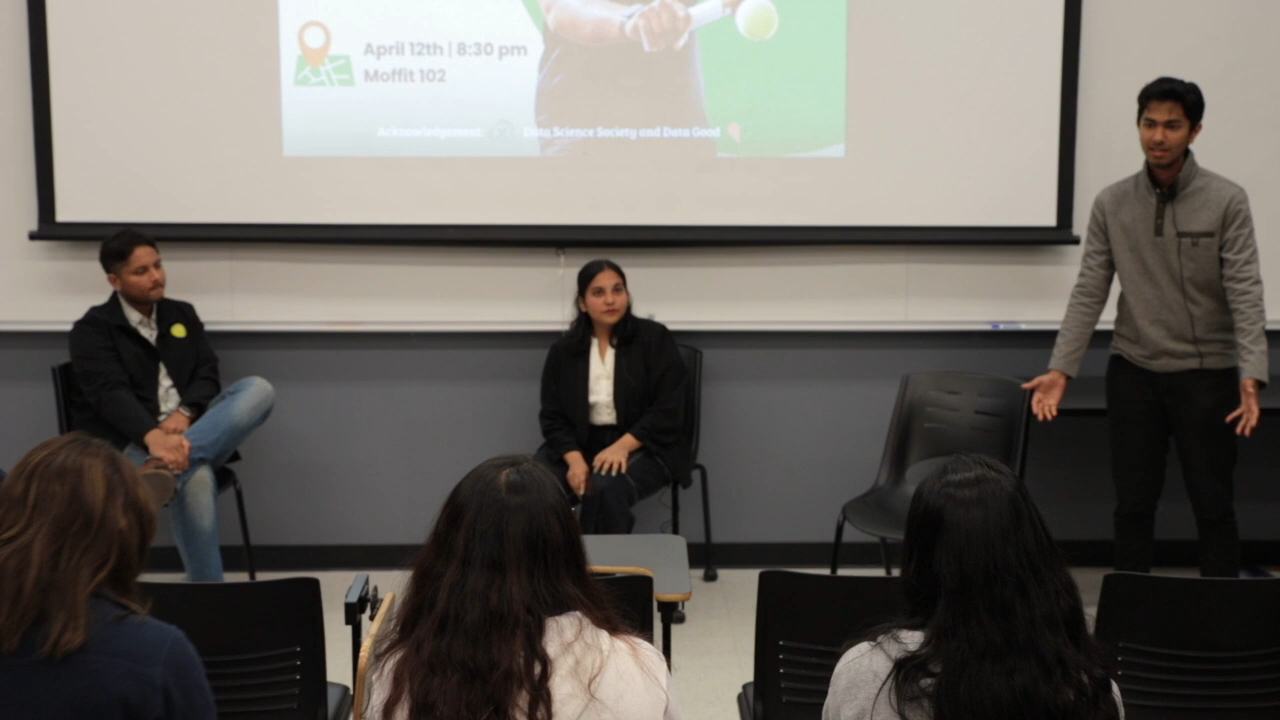 April 12th | 8:30 pm
Moffit 102
Acknowledgement: Data Science Society and Data Good